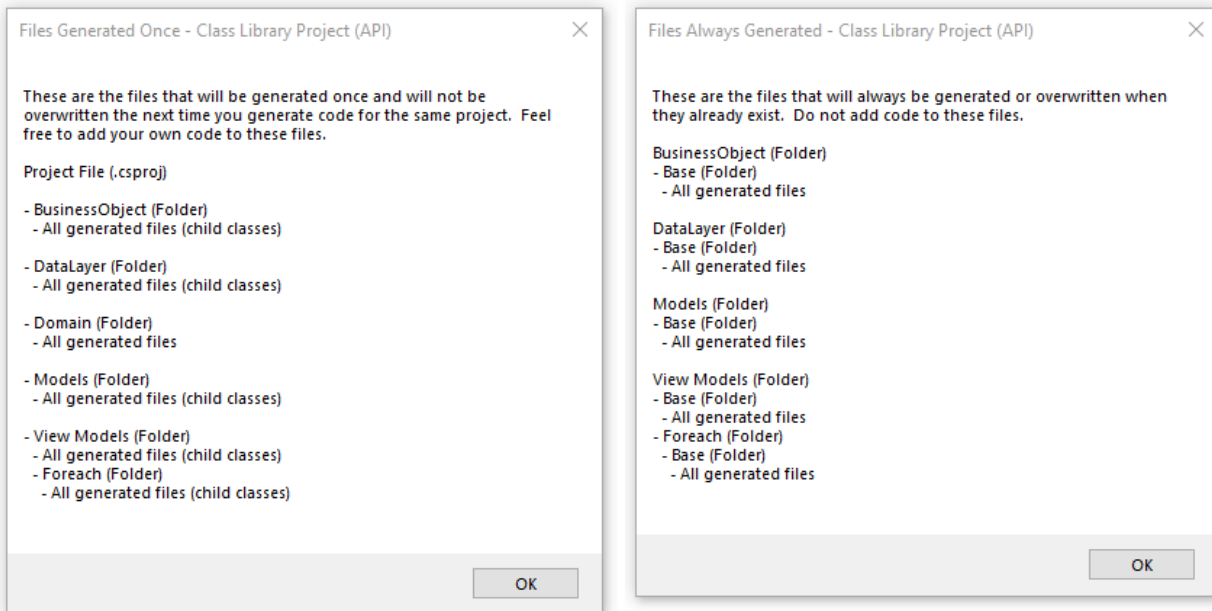 Files Generated Once - Class Library Project (API)
These are the files that will be generated once and will not be
overwritten the next time you generate code for the same project.  Feel
free to add your own code to these files.
Project File (.csproj)
- BusinessObject (Folder)
- All generated files (child classes)
- DataLayer (Folder)
- All generated files (child classes)
- Domain (Folder)
- All generated files
- Models (Folder)
- All generated files (child classes)
- View Models (Folder)
- All generated files (child classes)
- Foreach (Folder)
- All generated files (child classes)
OK
Files Always Generated - Class Library Project (API)
These are the files that will always be generated or overwritten when
they already exist.  Do not add code to these files.
BusinessObject (Folder)
- Base (Folder)
- All generated files
DataLayer (Folder)
- Base (Folder)
- All generated files
Models (Folder)
- Base (Folder)
- All generated files
View Models (Folder)
- Base (Folder)
- All generated files
- Foreach (Folder)
- Base (Folder)
- All generated files
OK